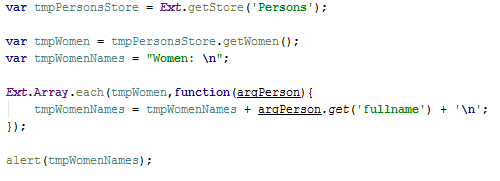 var tmpPersonsStore = Ext.getStore('Persons');
var tmpWomen = tmpPersonsStore.getWomen();
var tmpWomenNames = "Women: \n";
Ext.Array.each(tmpWomen,function(argPerson){
tmpWomenNames = tmpWomenNames + argPerson.get('fullname') + '\n';
});
alert(tmpWomenNames);